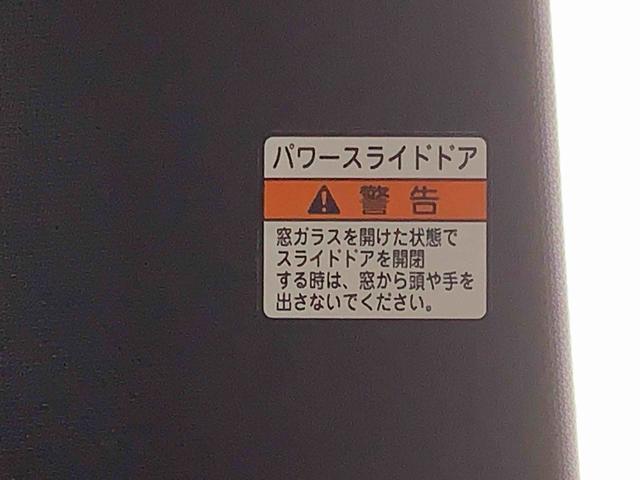 パワースライドドア
警告
窓ガラスを開けた状態で
スライドドアを開閉
する時は、窓から頭や手を
出さないでください。